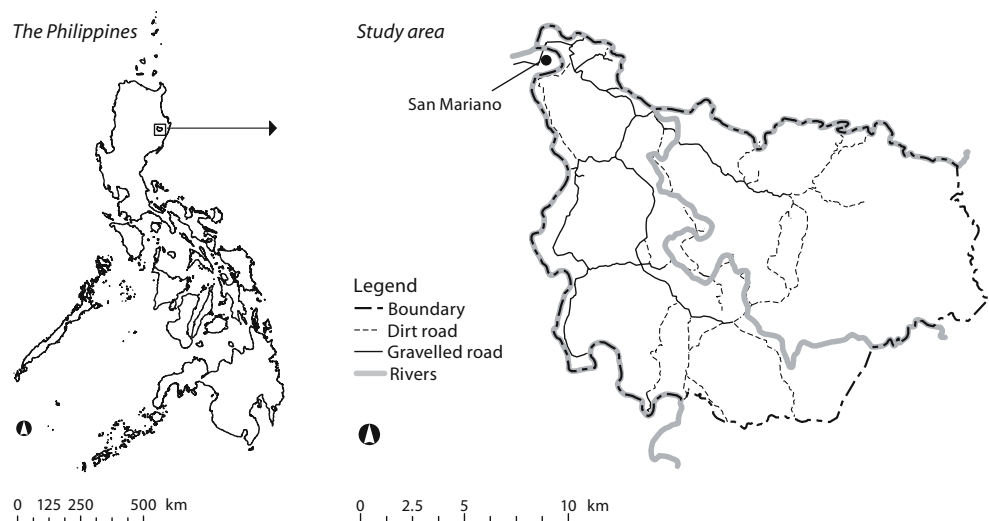 The Philippines
Study area
San Mariano
Legend
Boundary
Dirt road
Gravelled road
Rivers
0 125 250 500 km
0 2.5 5 10 km